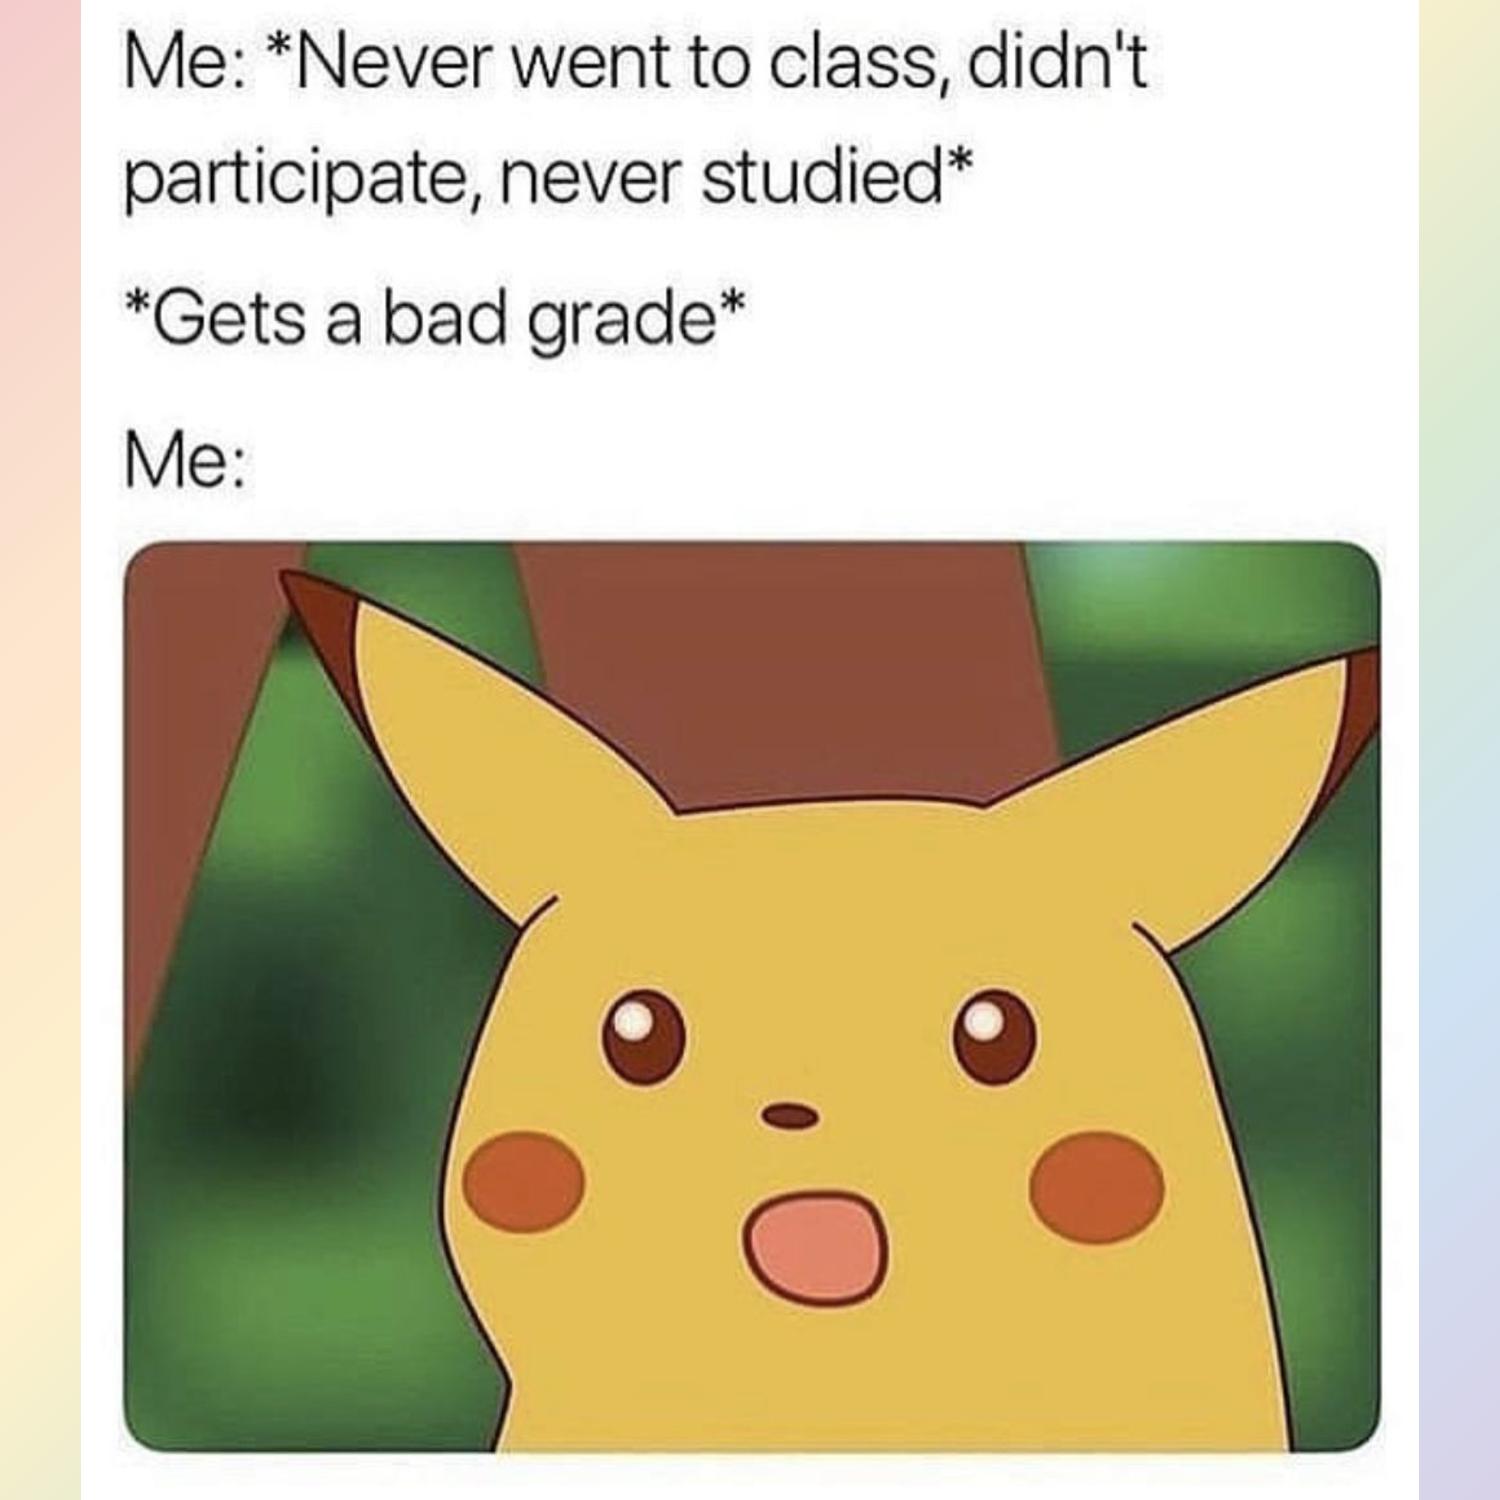 Me: *Never went to class, didn't
participate, never studied*
*Gets a bad grade*
Me: